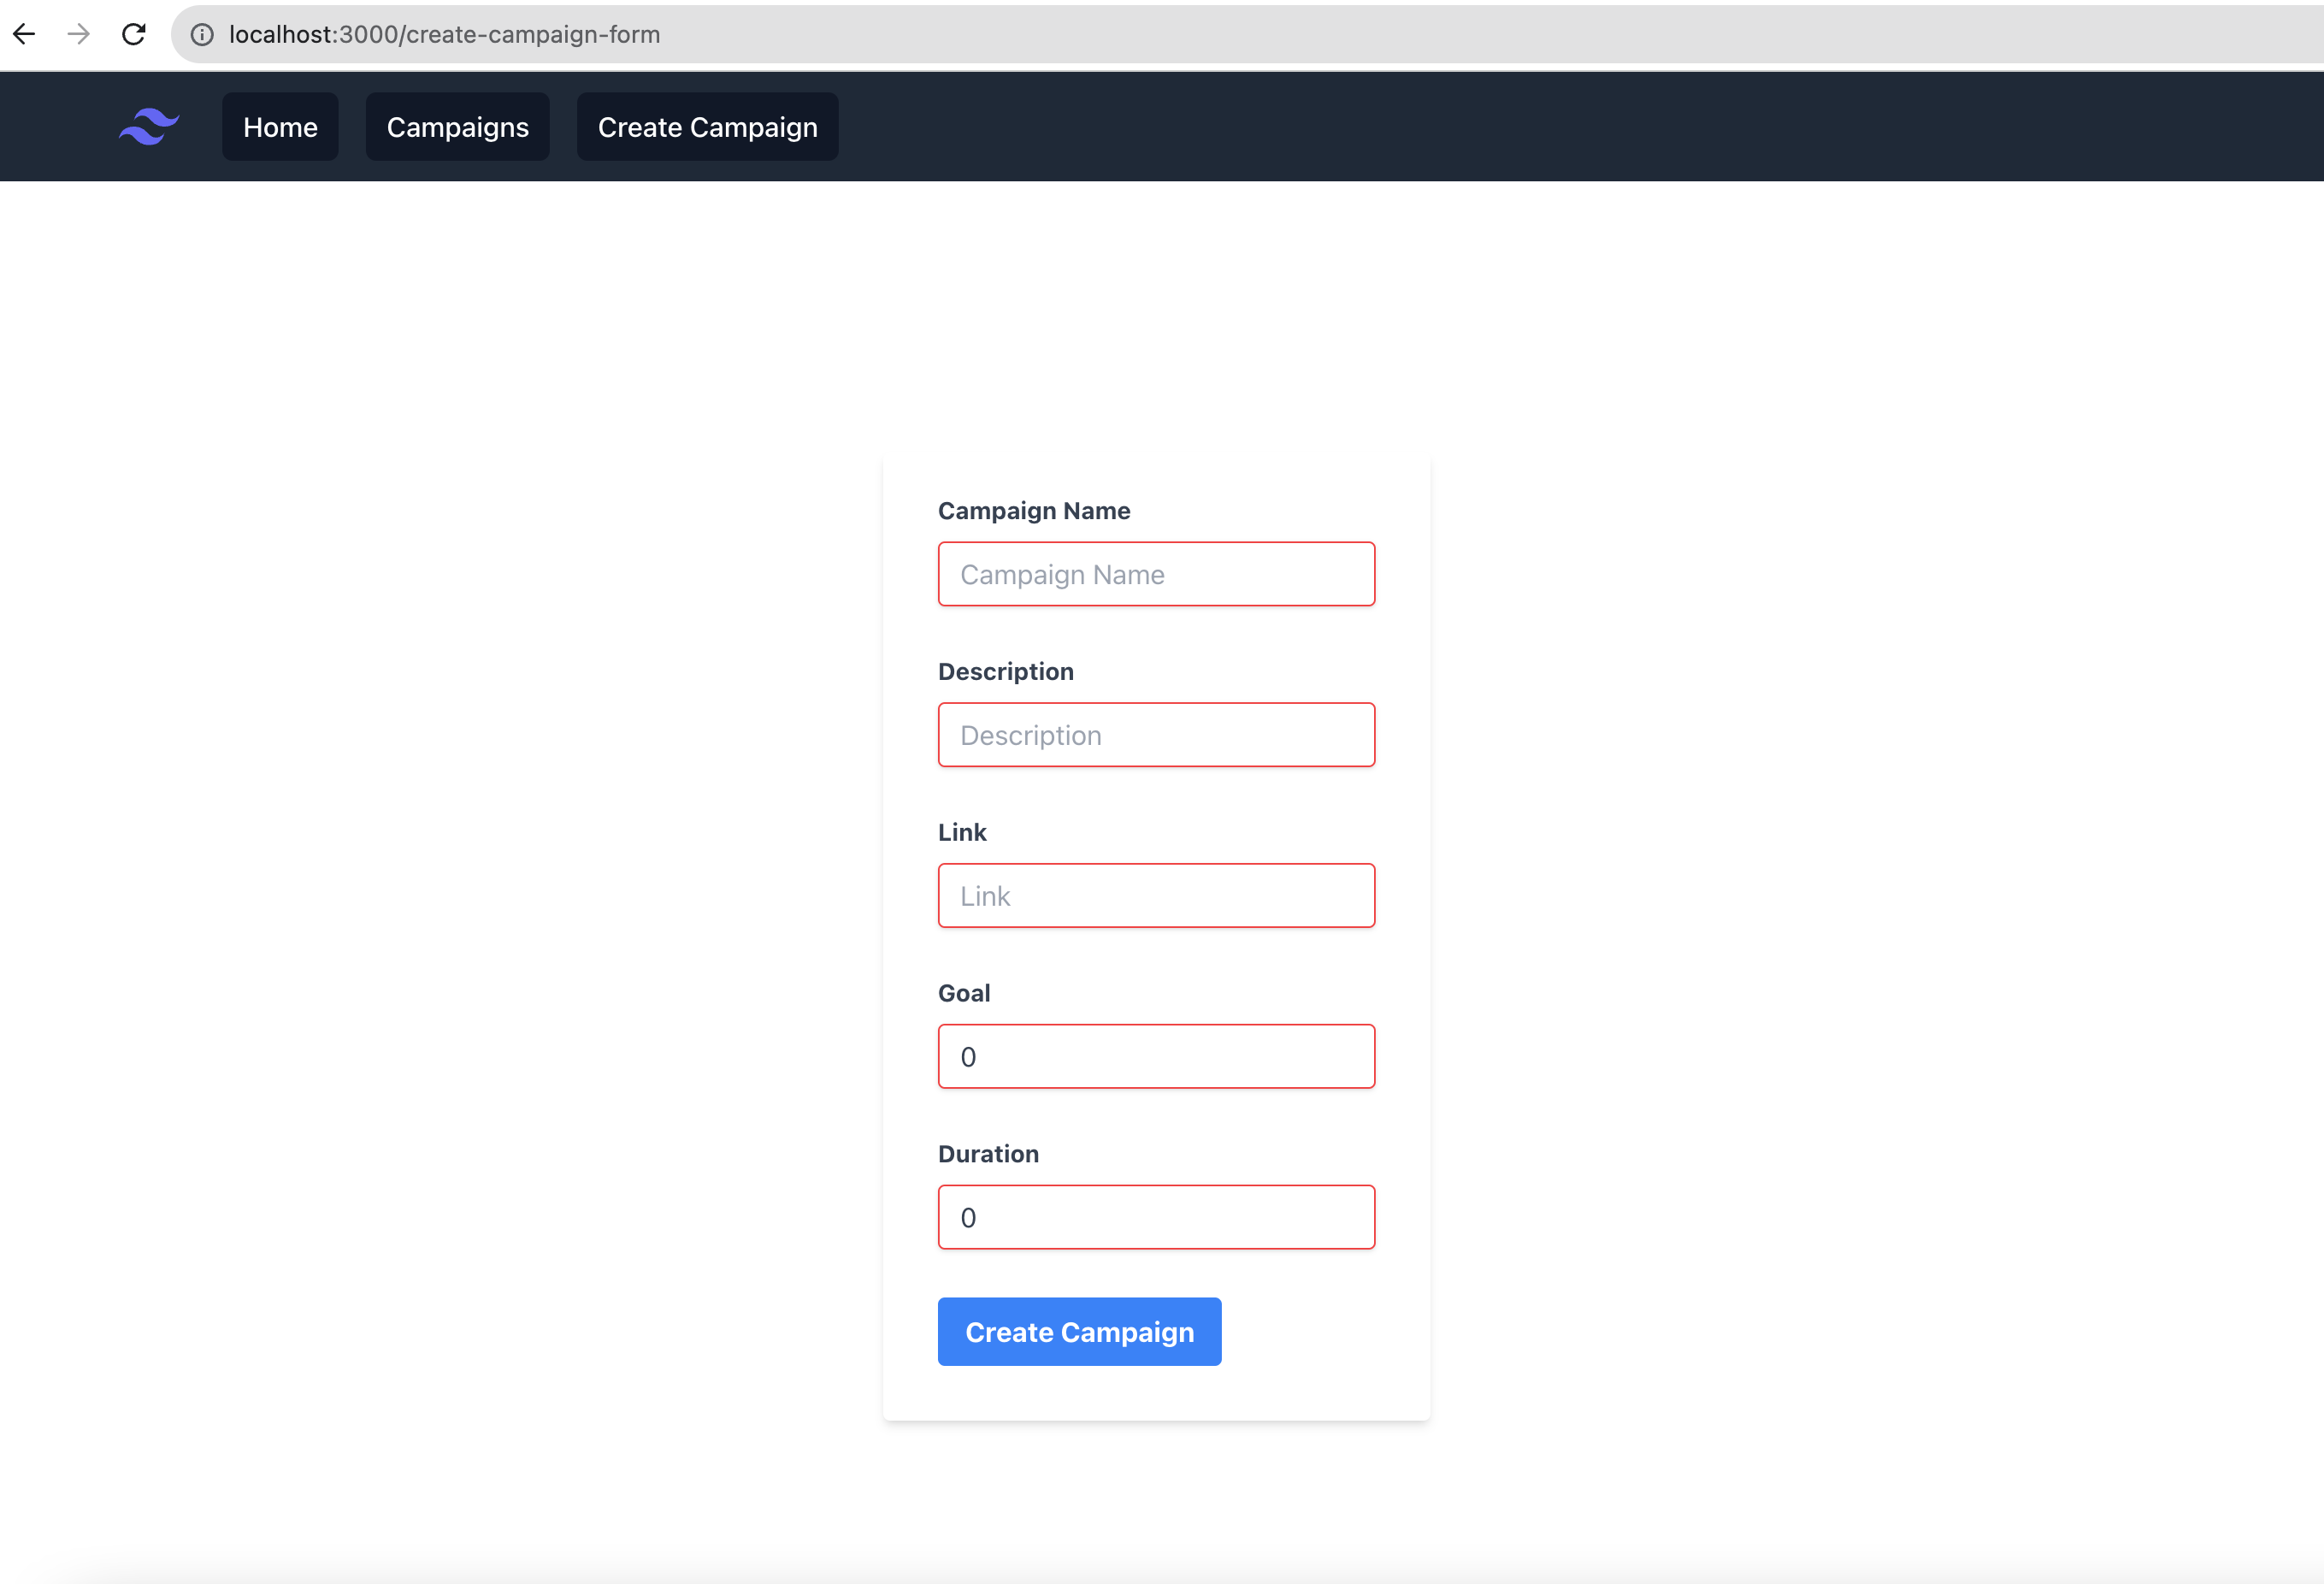 localhost:3000/create-campaign-form
Home Campaigns Create Campaign
Campaign Name
Campaign Name
Description
Description
Link
Link
Goal
0
Duration
0
Create Campaign